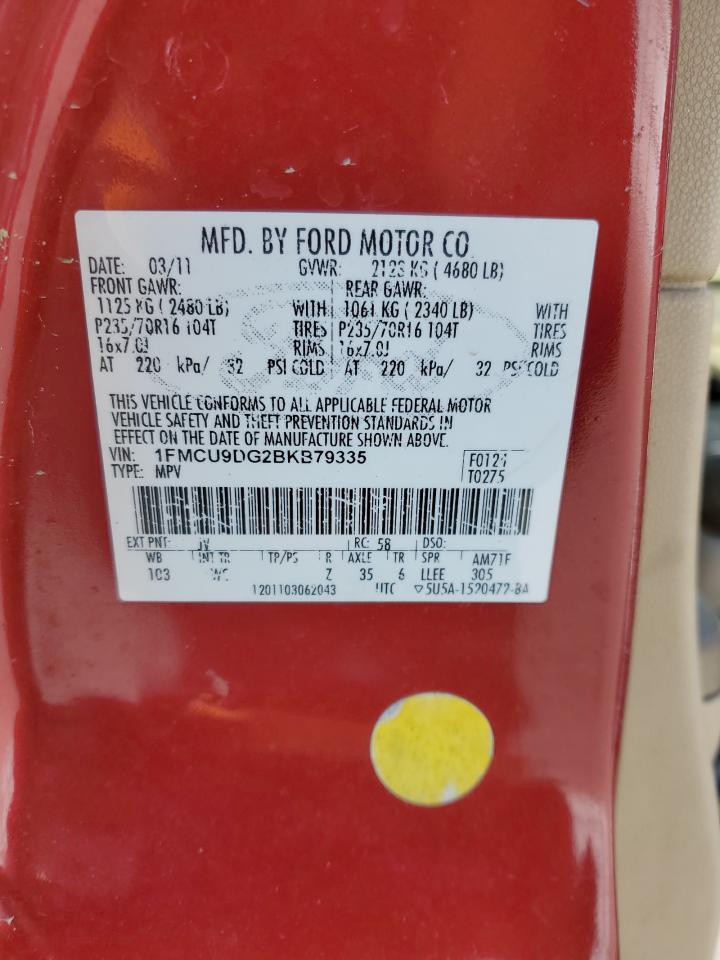 MFD. BY FORD MOTOR CO
DATE: 03/11 GVWR: 2123 KG ( 4680 LB)
FRONT GAWR: REAR GAWR:
1125 KG ( 2480 LB) WITH 1061 KG ( 2340 LB) WITH
P235/70R16 104T TIRES P235/70R16 104T TIRES
16x7.0J RIMS 16x7.0J RIMS
AT 220 kPa/ 32 PSI COLD AT 220 kPa/ 32 PSI COLD
THIS VEHICLE CONFORMS TO ALL APPLICABLE FEDERAL MOTOR
VEHICLE SAFETY AND THEFT PREVENTION STANDARDS IN
EFFECT ON THE DATE OF MANUFACTURE SHOWN ABOVE.
VIN: 1FMCU9DG2BKB79335
TYPE: MPV
F0124
T0275
EXT PNT: JV RC: 58 DSO:
WB INT TR TP/PS R AXLE TR SPR AM71F
103 WC Z 35 6 LLEE 305
1201103062043 UTC ▽5U5A-1520472-BA